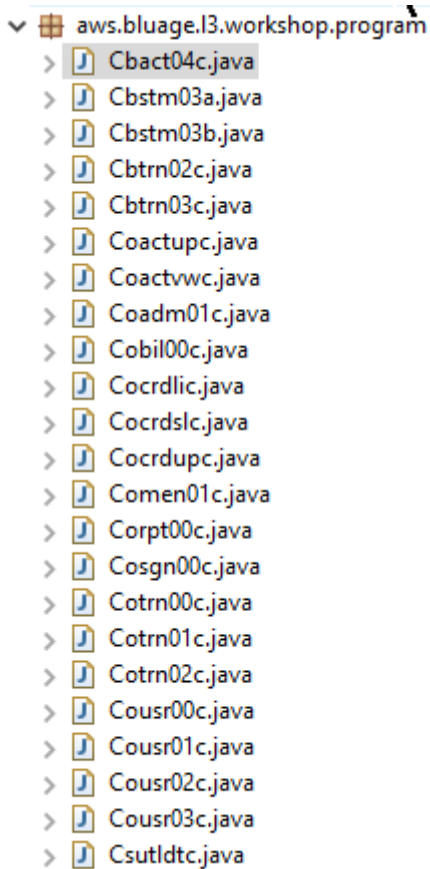 aws.bluage.l3.workshop.program
Cbact04c.java
Cbstm03a.java
Cbstm03b.java
Cbtrn02c.java
Cbtrn03c.java
Coactupc.java
Coactvwc.java
Coadm01c.java
Cobil00c.java
Cocrdlic.java
Cocrdslc.java
Cocrdupc.java
Comen01c.java
Corpt00c.java
Cosgn00c.java
Cotrn00c.java
Cotrn01c.java
Cotrn02c.java
Cousr00c.java
Cousr01c.java
Cousr02c.java
Cousr03c.java
Csutldtc.java